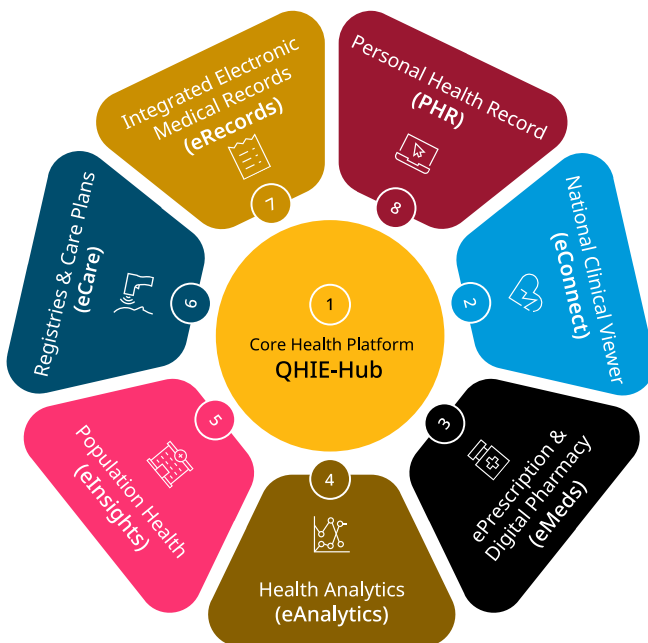 1
Core Health Platform
QHIE-Hub
2
National Clinical Viewer
(eConnect)
3
ePrescription &
Digital Pharmacy
(eMeds)
4
Health Analytics
(eAnalytics)
5
Population Health
(eInsights)
6
Registries & Care Plans
(eCare)
7
Integrated Electronic
Medical Records
(eRecords)
8
Personal Health Record
(PHR)